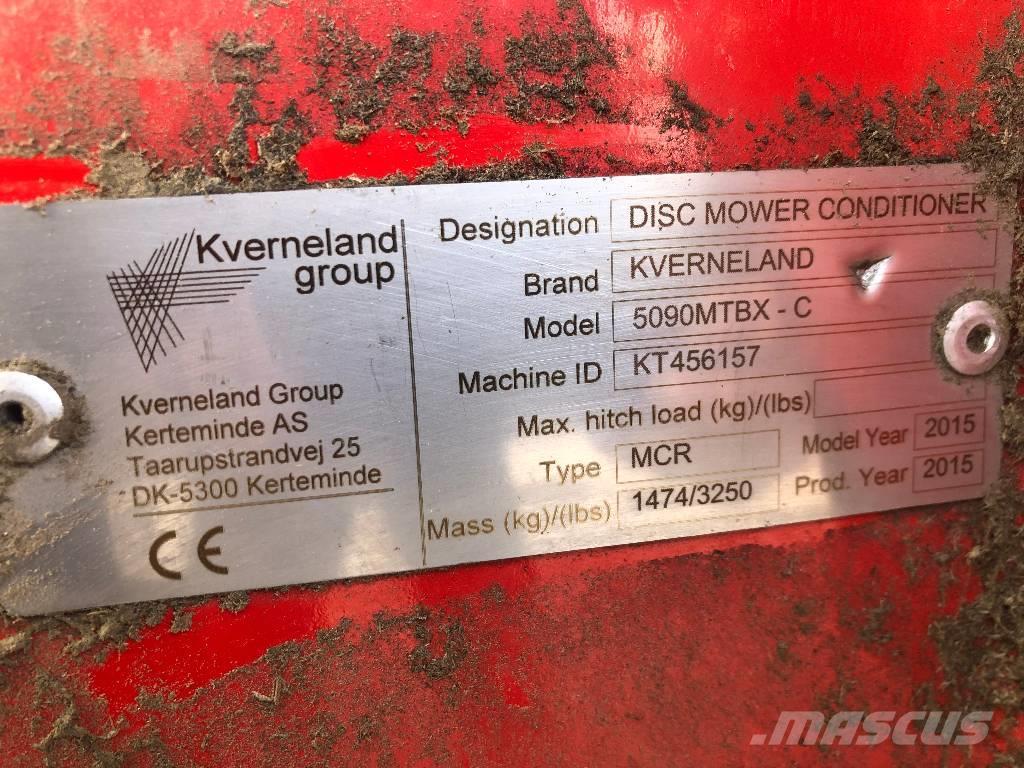 Kverneland
group
Kverneland Group
Kerteminde AS
Taarupstrandvej 25
DK-5300 Kerteminde
CE
Designation DISC MOWER CONDITIONER
Brand KVERNELAND
Model 5090MTBX - C
Machine ID KT456157
Max. hitch load (kg)/(lbs)
Type MCR Model Year 2015
Mass (kg)/(lbs) 1474/3250 Prod. Year 2015
MASCUS